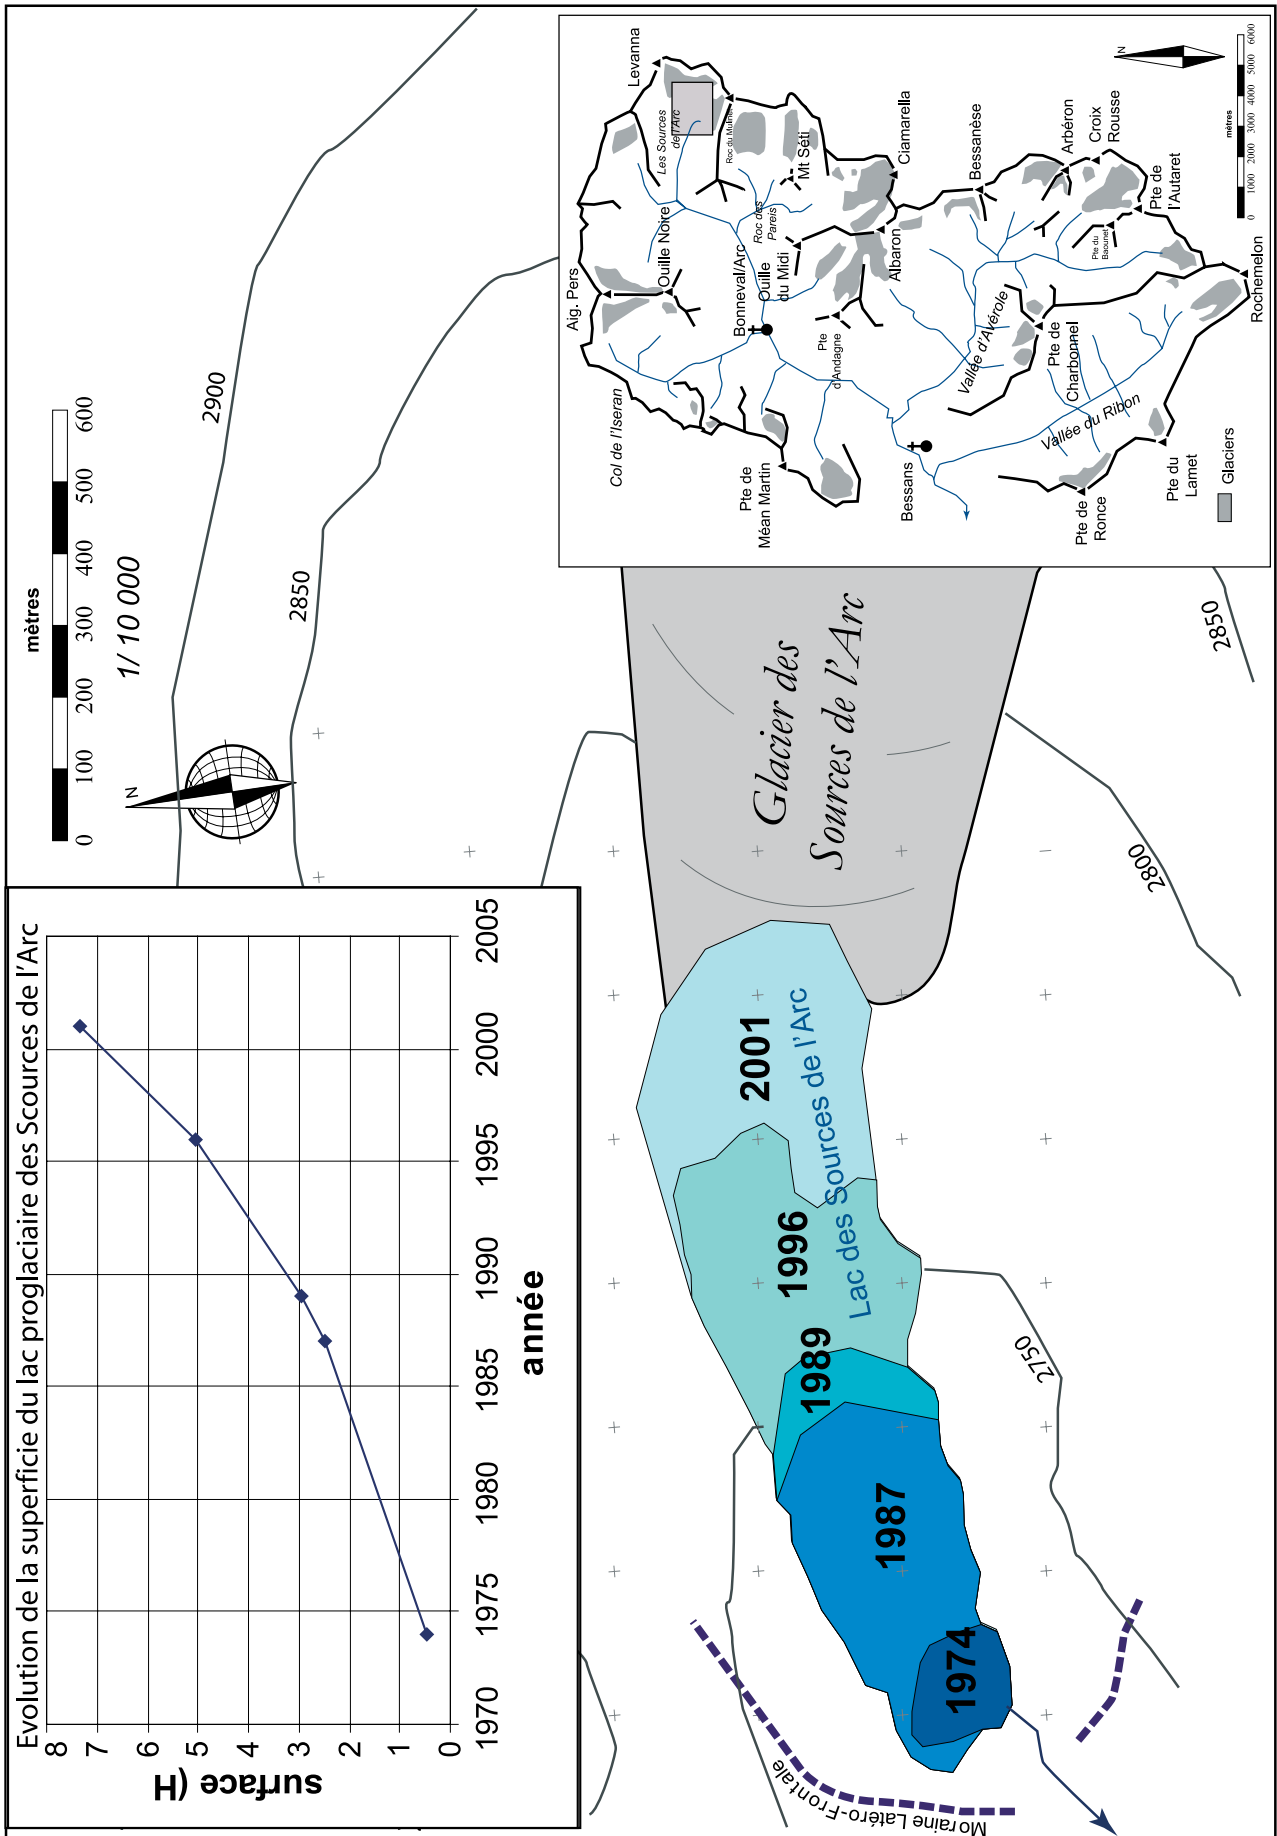 Evolution de la superficie du lac proglaciaire des Scources de l'Arc
surface (H)
8
7
6
5
4
3
2
1
0
1970
1975
1980
1985
1990
1995
2000
2005
année
mètres
0
100
200
300
400
500
600
1/ 10 000
N
2900
2850
2850
2800
2750
Glacier des
Sources de l'Arc
Lac des Sources de l'Arc
2001
1996
1989
1987
1974
Moraine Latéro-Frontale
Levanna
Les Sources
de l'Arc
Roc du Mulinet
Aig. Pers
Ouille Noire
Mt Séti
Roc des
Pareis
Ciamarella
Col de l'Iseran
Bonneval/Arc
Ouille
du Midi
Albaron
Bessanèse
Arbéron
Croix
Rousse
Pte de
l'Autaret
Pte du
Baounet
Pte
d'Andagne
Pte de
Méan Martin
Vallée d'Avérole
Pte de
Charbonnel
Rochemelon
Bessans
Vallée du Ribon
Pte de
Ronce
Pte du
Lamet
Glaciers
N
mètres
0
1000
2000
3000
4000
5000
6000